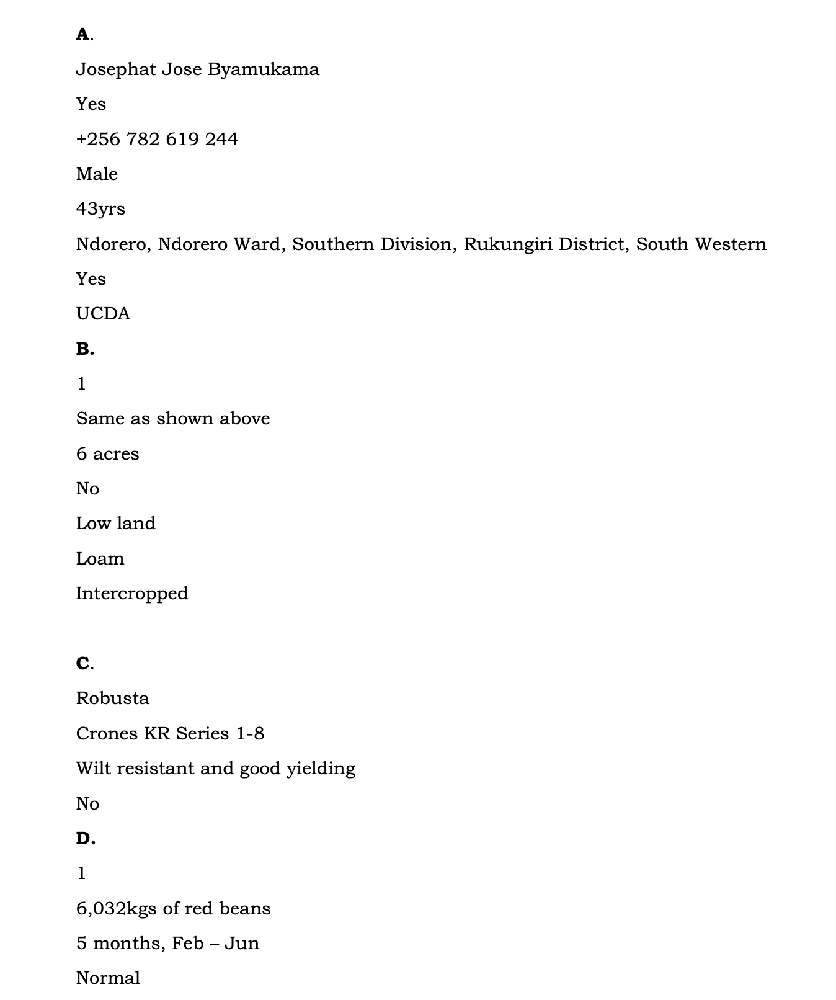 A.
Josephat Jose Byamukama
Yes
+256 782 619 244
Male
43yrs
Ndorero, Ndorero Ward, Southern Division, Rukungiri District, South Western
Yes
UCDA
B.
1
Same as shown above
6 acres
No
Low land
Loam
Intercropped
C.
Robusta
Crones KR Series 1-8
Wilt resistant and good yielding
No
D.
1
6,032kgs of red beans
5 months, Feb – Jun
Normal